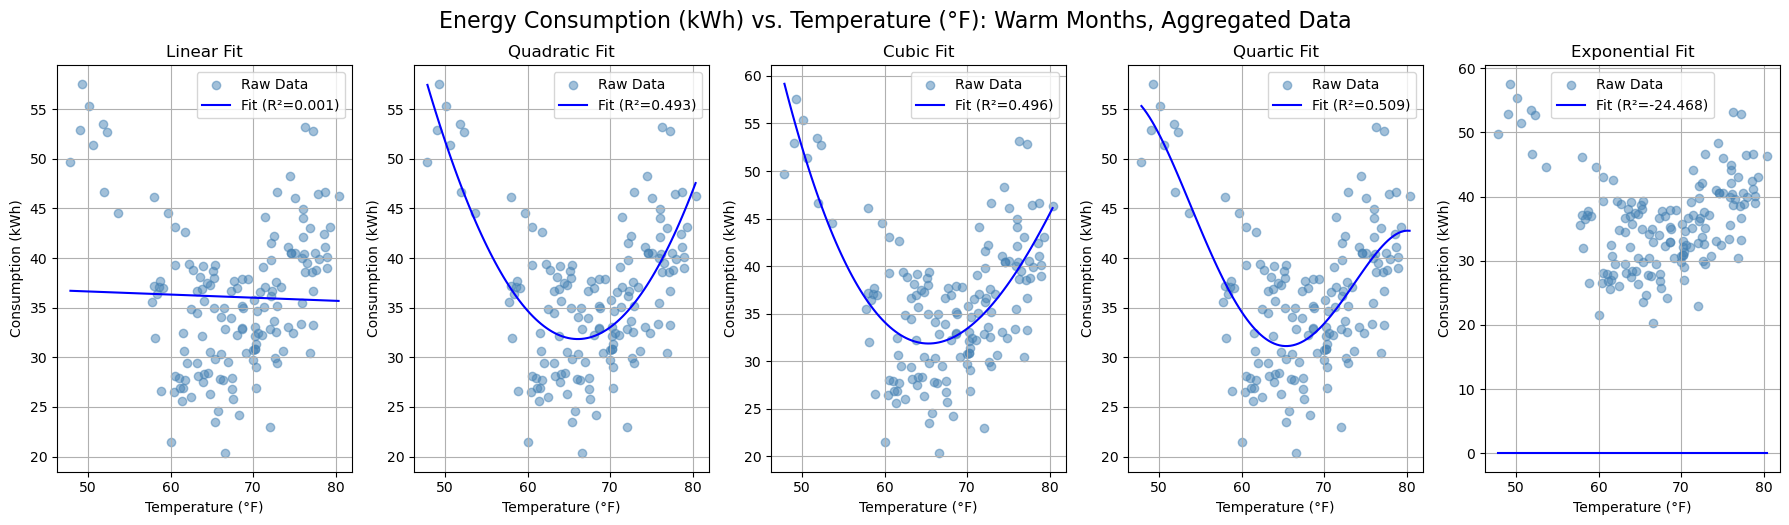 Energy Consumption (kWh) vs. Temperature (°F): Warm Months, Aggregated Data
Linear Fit
Raw Data
Fit (R²=0.001)
55
50
45
40
35
30
25
20
Consumption (kWh)
50 60 70 80
Temperature (°F)
Quadratic Fit
Raw Data
Fit (R²=0.493)
55
50
45
40
35
30
25
20
Consumption (kWh)
50 60 70 80
Temperature (°F)
Cubic Fit
Raw Data
Fit (R²=0.496)
60
55
50
45
40
35
30
25
20
Consumption (kWh)
50 60 70 80
Temperature (°F)
Quartic Fit
Raw Data
Fit (R²=0.509)
55
50
45
40
35
30
25
20
Consumption (kWh)
50 60 70 80
Temperature (°F)
Exponential Fit
Raw Data
Fit (R²=-24.468)
60
50
40
30
20
10
0
Consumption (kWh)
50 60 70 80
Temperature (°F)